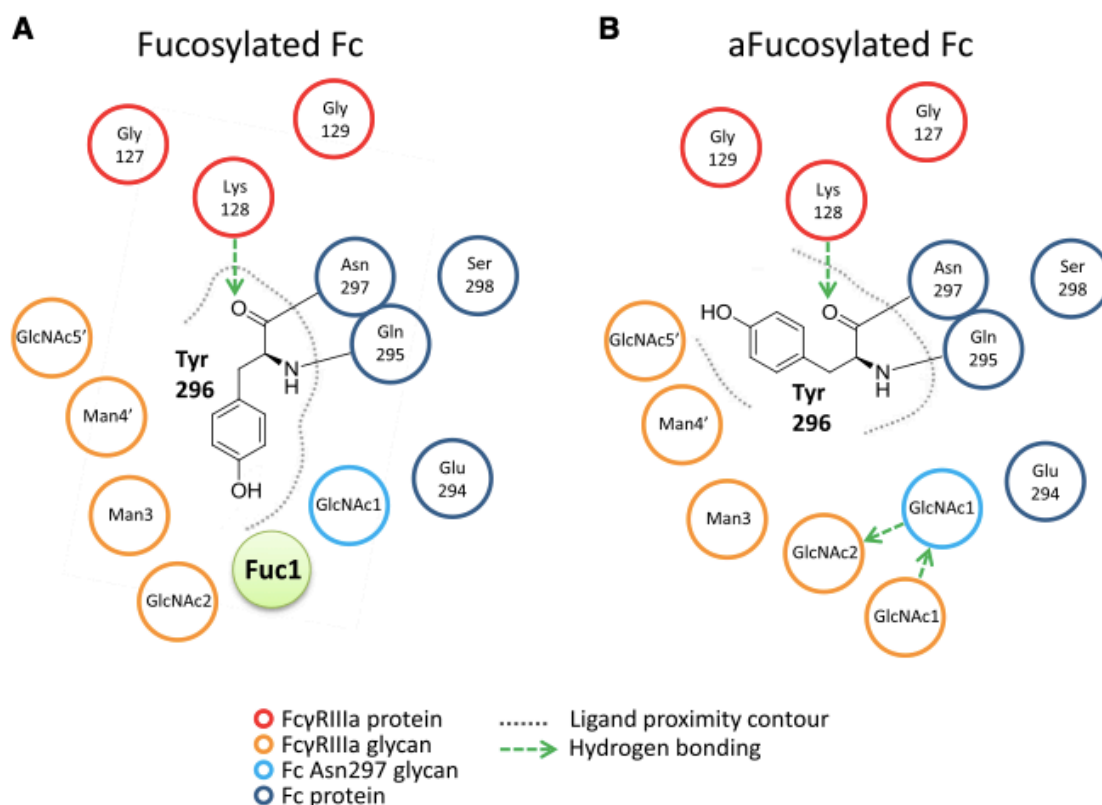 A
Fucosylated Fc
Gly
127
Gly
129
Lys
128
Asn
297
Ser
298
Gln
295
GlcNAc5'
O
Tyr
296
N
H
Man4'
OH
Glu
294
GlcNAc1
Man3
Fuc1
GlcNAc2
B
aFucosylated Fc
Gly
129
Gly
127
Lys
128
Asn
297
Ser
298
Gln
295
GlcNAc5'
HO
O
N
H
Tyr
296
Man4'
Glu
294
Man3
GlcNAc2
GlcNAc1
GlcNAc1
FcγRIIIa protein
FcγRIIIa glycan
Fc Asn297 glycan
Fc protein
Ligand proximity contour
Hydrogen bonding